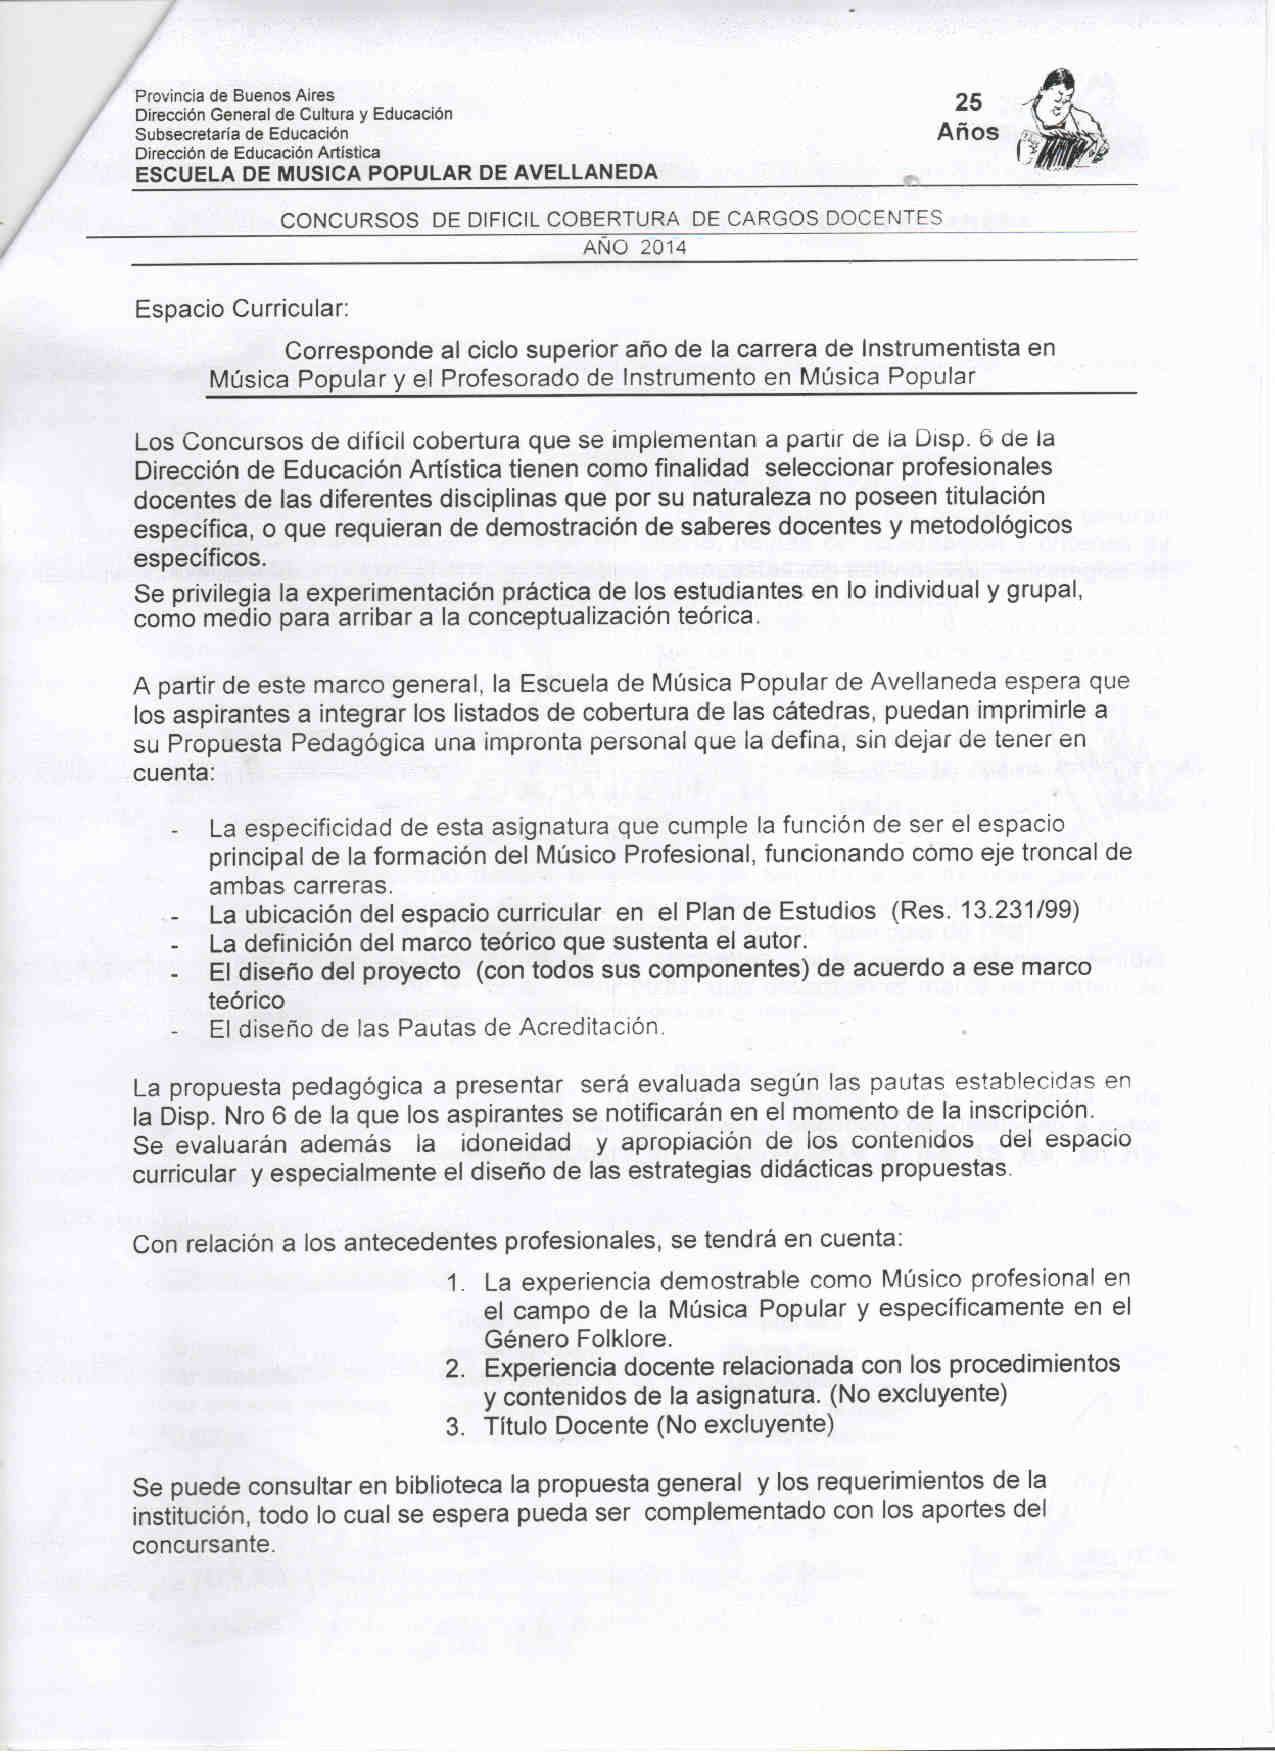 Provincia de Buenos Aires
Dirección General de Cultura y Educación
Subsecretaría de Educación
Dirección de Educación Artística
ESCUELA DE MUSICA POPULAR DE AVELLANEDA
25
Años
CONCURSOS DE DIFICIL COBERTURA DE CARGOS DOCENTES
AÑO 2014
Espacio Curricular:
Corresponde al ciclo superior año de la carrera de Instrumentista en
Música Popular y el Profesorado de Instrumento en Música Popular
Los Concursos de difícil cobertura que se implementan a partir de la Disp. 6 de la
Dirección de Educación Artística tienen como finalidad seleccionar profesionales
docentes de las diferentes disciplinas que por su naturaleza no poseen titulación
específica, o que requieran de demostración de saberes docentes y metodológicos
específicos.
Se privilegia la experimentación práctica de los estudiantes en lo individual y grupal,
como medio para arribar a la conceptualización teórica.
A partir de este marco general, la Escuela de Música Popular de Avellaneda espera que
los aspirantes a integrar los listados de cobertura de las cátedras, puedan imprimirle a
su Propuesta Pedagógica una impronta personal que la defina, sin dejar de tener en
cuenta:
- La especificidad de esta asignatura que cumple la función de ser el espacio
principal de la formación del Músico Profesional, funcionando como eje troncal de
ambas carreras.
- La ubicación del espacio curricular en el Plan de Estudios (Res. 13.231/99)
- La definición del marco teórico que sustenta el autor.
- El diseño del proyecto (con todos sus componentes) de acuerdo a ese marco
teórico
- El diseño de las Pautas de Acreditación.
La propuesta pedagógica a presentar será evaluada según las pautas establecidas en
la Disp. Nro 6 de la que los aspirantes se notificarán en el momento de la inscripción.
Se evaluarán además la idoneidad y apropiación de los contenidos del espacio
curricular y especialmente el diseño de las estrategias didácticas propuestas.
Con relación a los antecedentes profesionales, se tendrá en cuenta:
1. La experiencia demostrable como Músico profesional en
el campo de la Música Popular y específicamente en el
Género Folklore.
2. Experiencia docente relacionada con los procedimientos
y contenidos de la asignatura. (No excluyente)
3. Título Docente (No excluyente)
Se puede consultar en biblioteca la propuesta general y los requerimientos de la
institución, todo lo cual se espera pueda ser complementado con los aportes del
concursante.